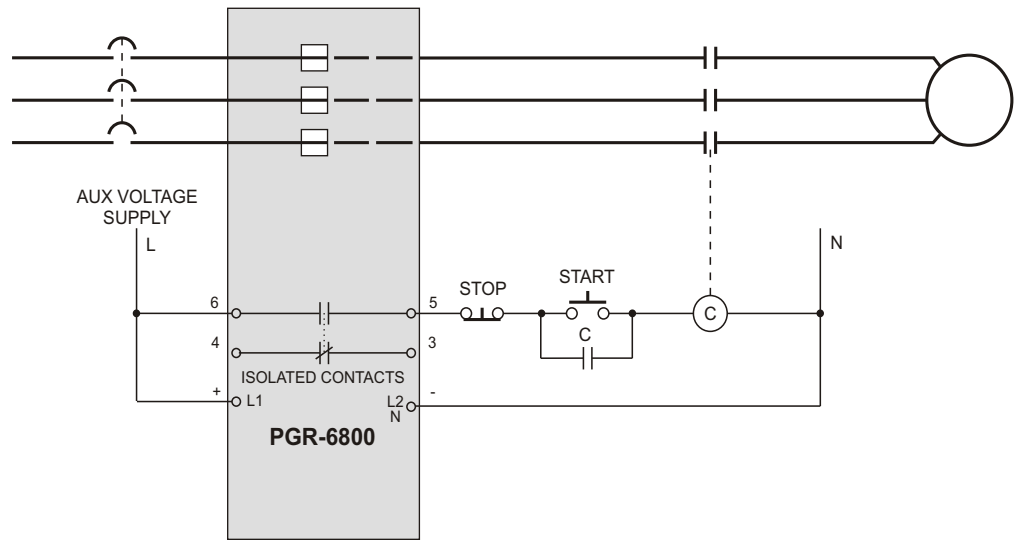 AUX VOLTAGE
SUPPLY
L
N
6
5
STOP
START
C
C
4
3
ISOLATED CONTACTS
+
L1
L2
N
-
PGR-6800